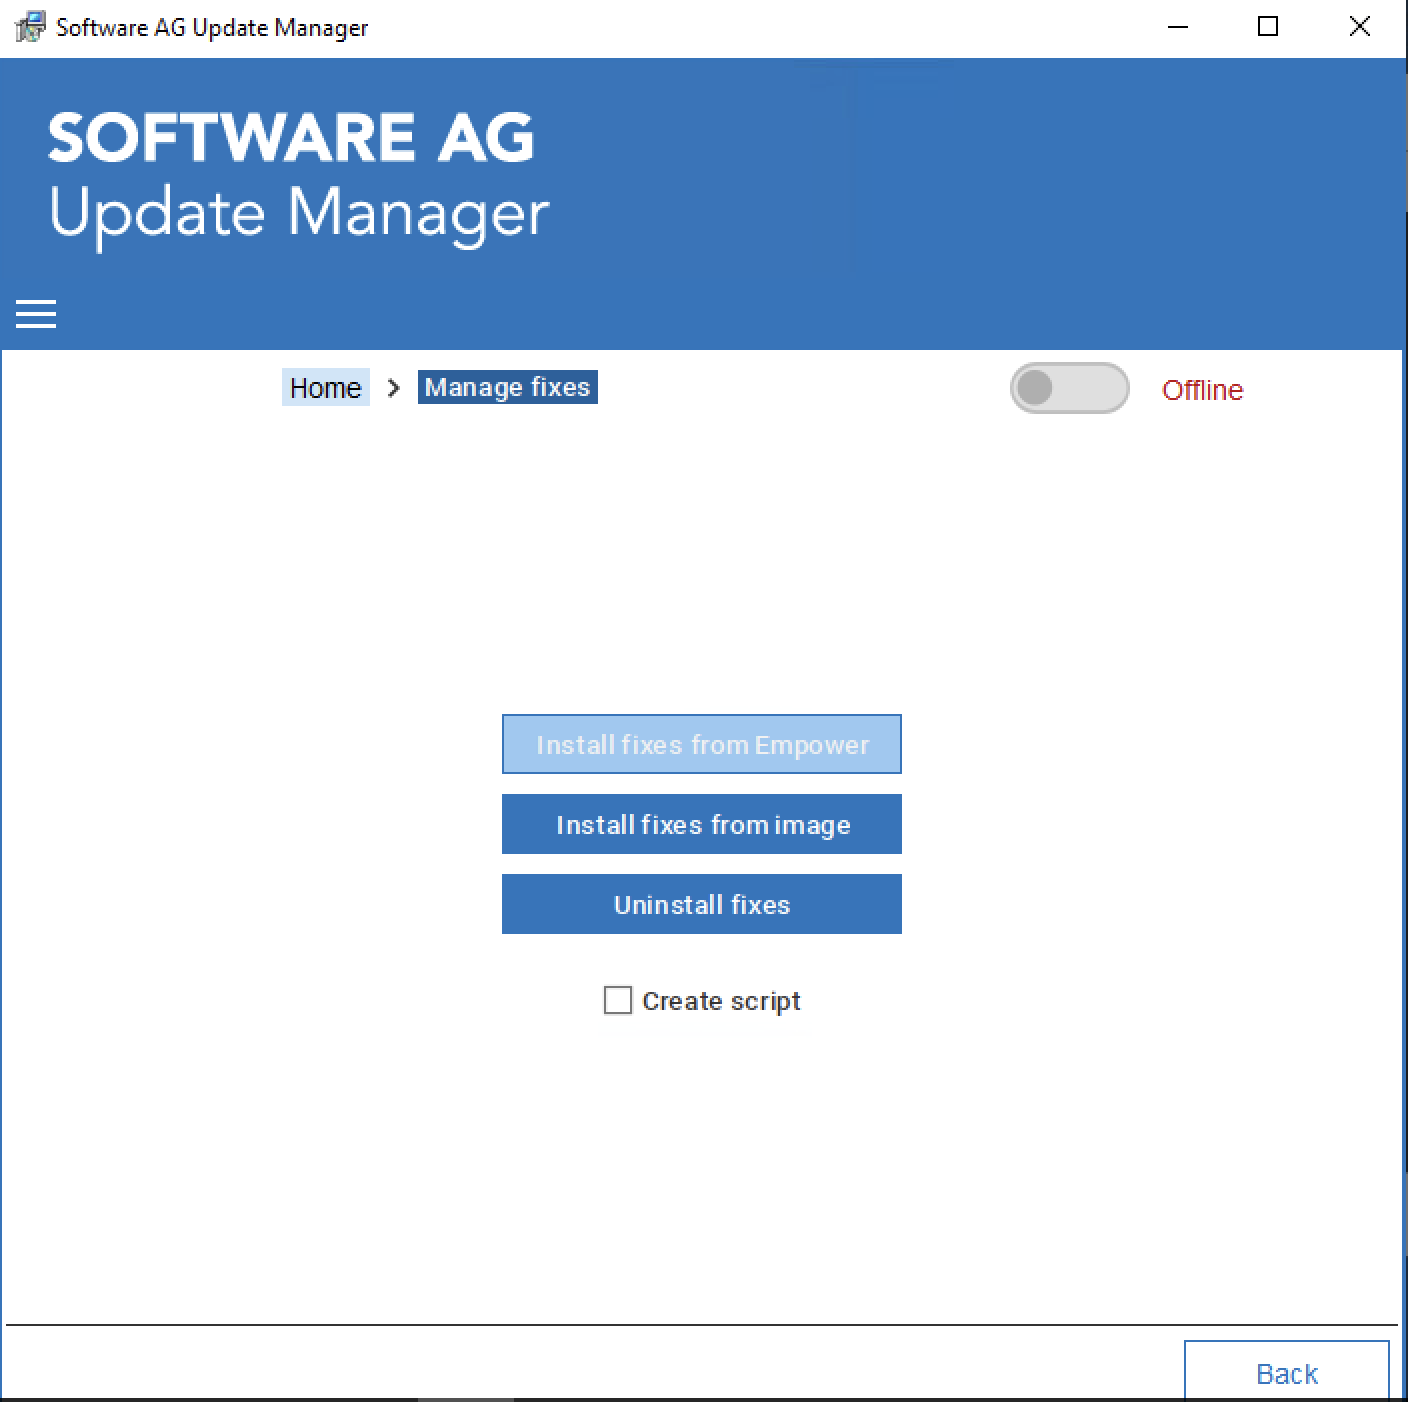 Software AG Update Manager
SOFTWARE AG
Update Manager
Home > Manage fixes
Offline
Install fixes from Empower
Install fixes from image
Uninstall fixes
Create script
Back